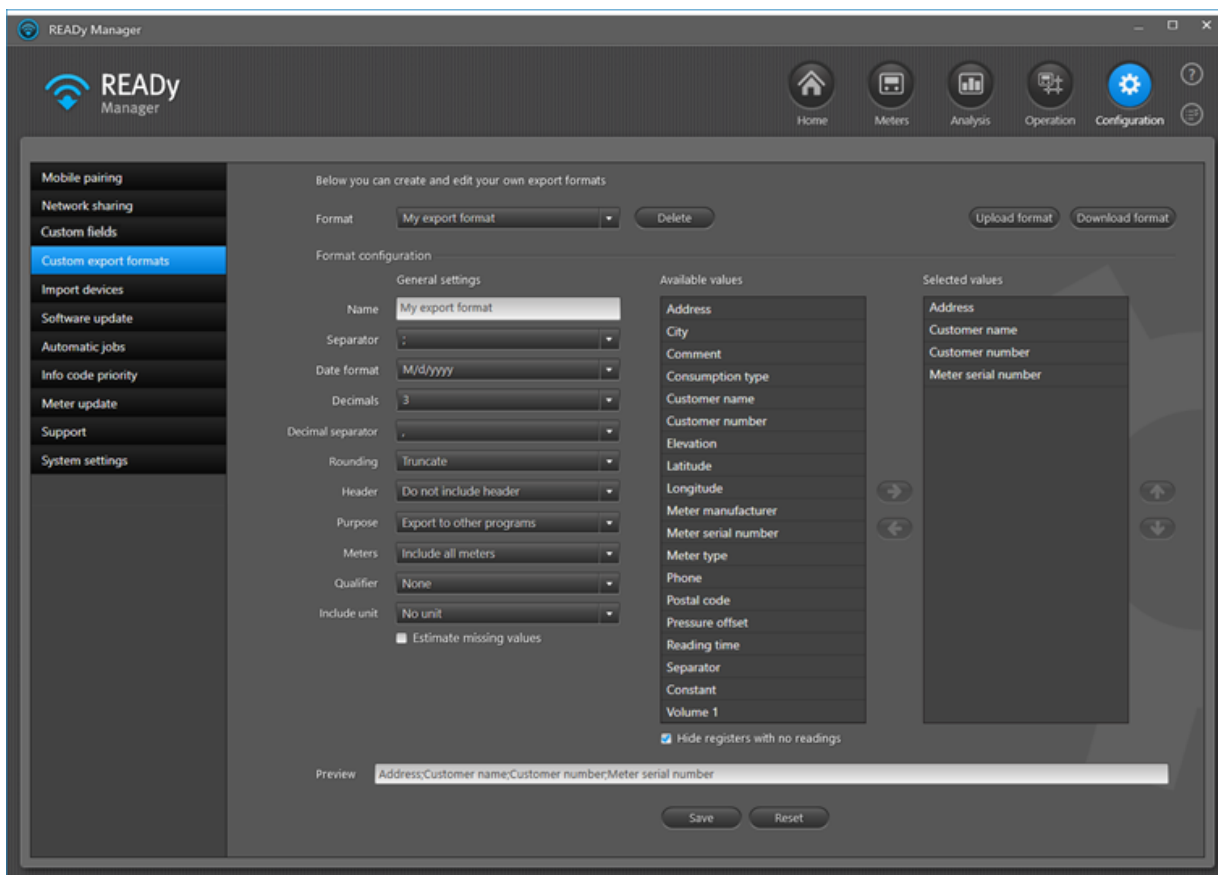 READy Manager
READy
Manager
Home
Meters
Analysis
Operation
Configuration
?
Mobile pairing
Network sharing
Custom fields
Custom export formats
Import devices
Software update
Automatic jobs
Info code priority
Meter update
Support
System settings
Below you can create and edit your own export formats
Format My export format Delete Upload format Download format
Format configuration
General settings
Name My export format
Separator ;
Date format M/d/yyyy
Decimals 3
Decimal separator ,
Rounding Truncate
Header Do not include header
Purpose Export to other programs
Meters Include all meters
Qualifier None
Include unit No unit
Estimate missing values
Available values
Address
City
Comment
Consumption type
Customer name
Customer number
Elevation
Latitude
Longitude
Meter manufacturer
Meter serial number
Meter type
Phone
Postal code
Pressure offset
Reading time
Separator
Constant
Volume 1
Hide registers with no readings
Selected values
Address
Customer name
Customer number
Meter serial number
Preview Address;Customer name;Customer number;Meter serial number
Save Reset